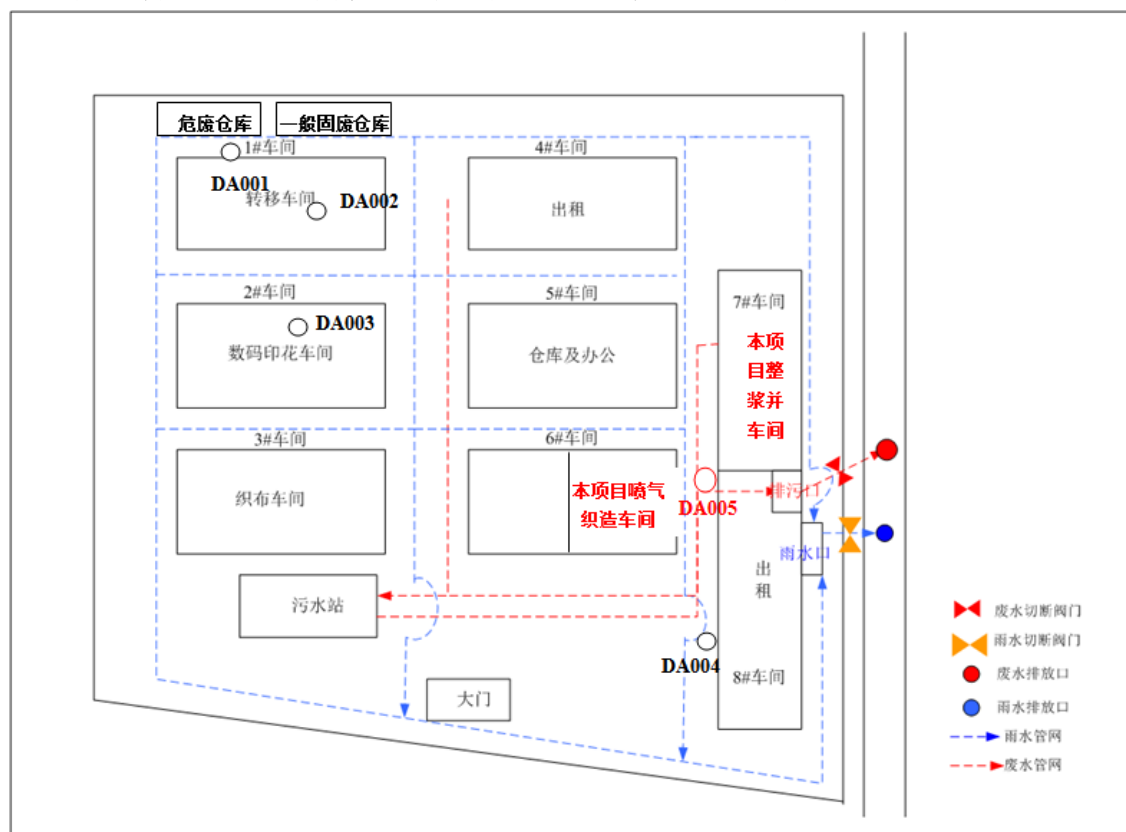 危废仓库
一般固废仓库
1#车间
4#车间
DA001
转移车间
DA002
出租
2#车间
5#车间
7#车间
DA003
数码印花车间
仓库及办公
本项
目整
浆并
车间
3#车间
6#车间
织布车间
本项目喷气
织造车间
DA005
排污口
雨水口
出
租
污水站
DA004
8#车间
大门
废水切断阀门
雨水切断阀门
废水排放口
雨水排放口
雨水管网
废水管网